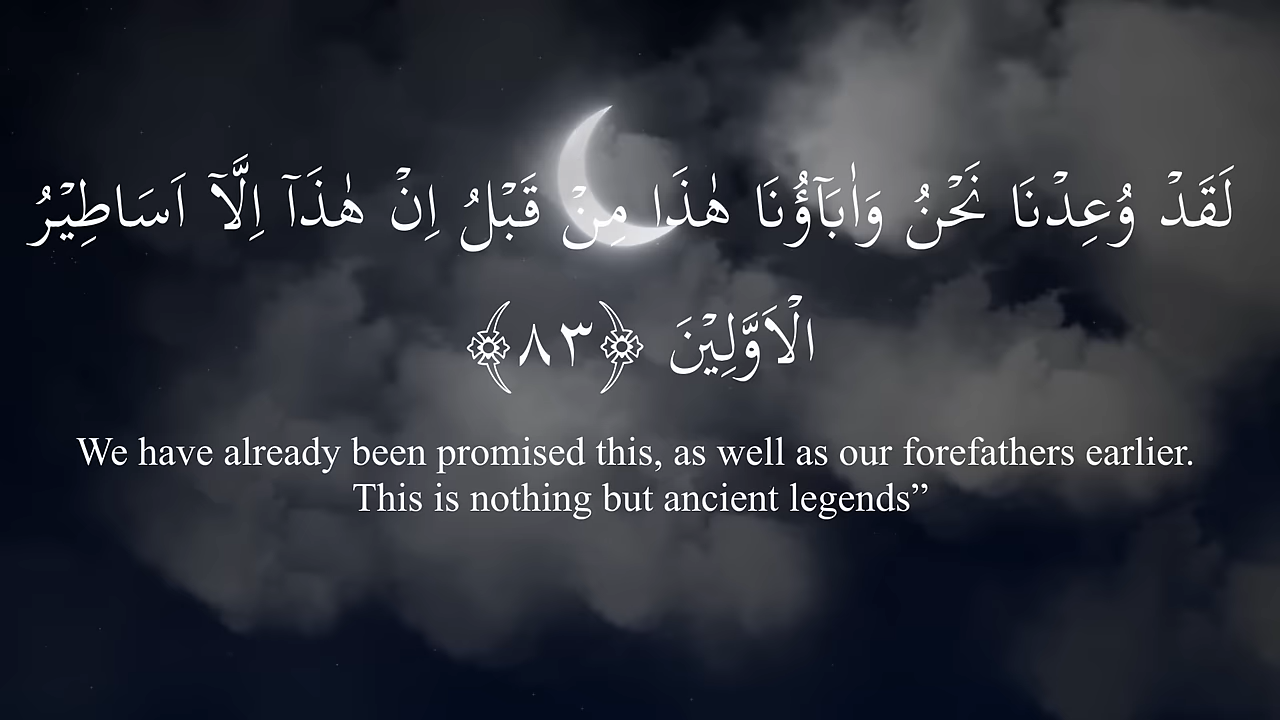 لَقَدْ وُعِدْنَا نَحْنُ وَاٰبَآؤُنَا هٰذَا مِنْ قَبْلُ اِنْ هٰذَآ اِلَّآ اَسَاطِيْرُ
الْاَوَّلِيْنَ ﴿٨٣﴾
We have already been promised this, as well as our forefathers earlier.
This is nothing but ancient legends”